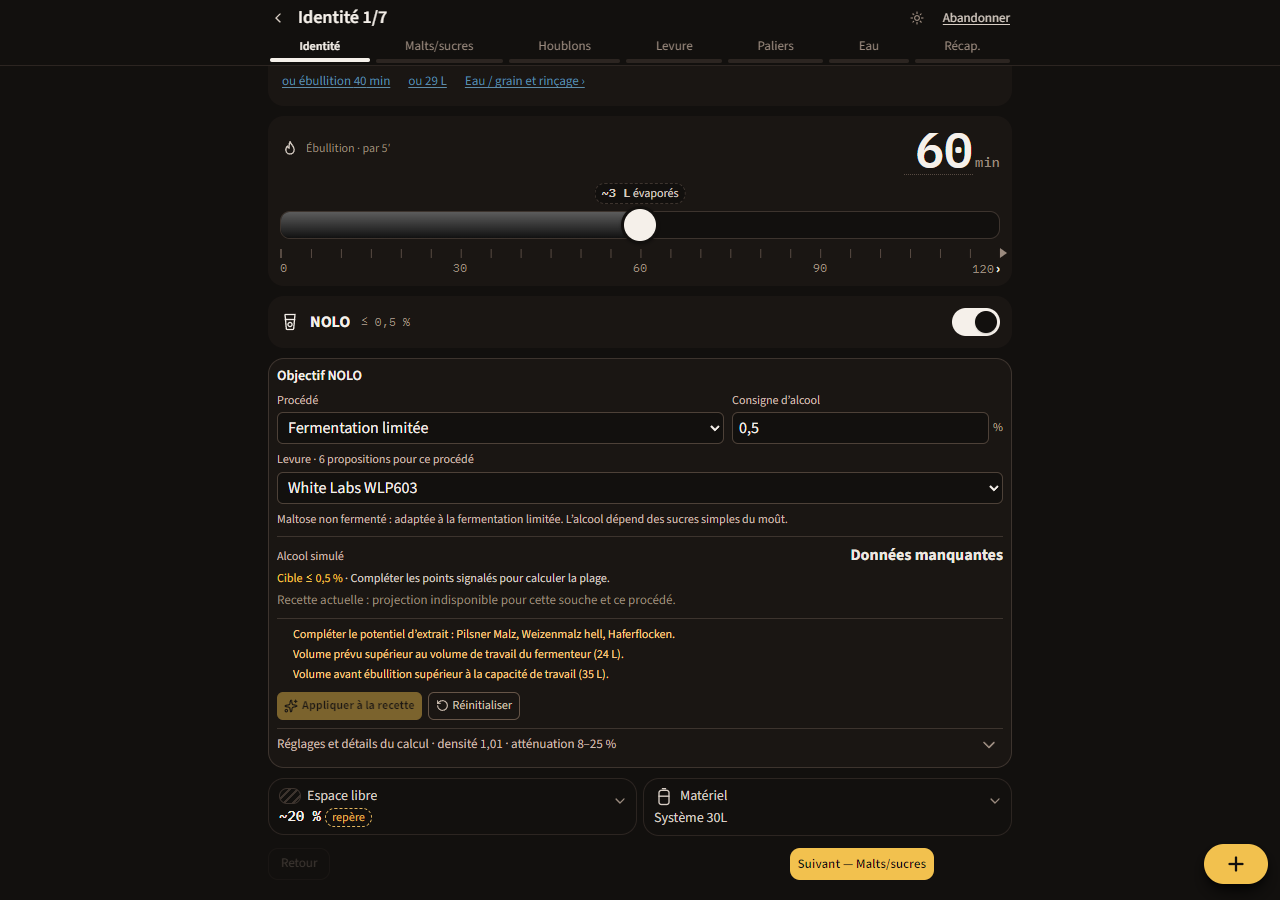 Identité 1/7
Abandonner
Identité
Malts/sucres
Houblons
Levure
Paliers
Eau
Récap.
ou ébullition 40 min
ou 29 L
Eau / grain et rinçage ›
Ébullition · par 5′
60 min
~3 L évaporés
0
30
60
90
120 ›
NOLO ≤ 0,5 %
Objectif NOLO
Procédé
Consigne d’alcool
Fermentation limitée
0,5
%
Levure · 6 propositions pour ce procédé
White Labs WLP603
Maltose non fermenté : adaptée à la fermentation limitée. L’alcool dépend des sucres simples du moût.
Alcool simulé
Données manquantes
Cible ≤ 0,5 % · Compléter les points signalés pour calculer la plage.
Recette actuelle : projection indisponible pour cette souche et ce procédé.
Compléter le potentiel d’extrait : Pilsner Malz, Weizenmalz hell, Haferflocken.
Volume prévu supérieur au volume de travail du fermenteur (24 L).
Volume avant ébullition supérieur à la capacité de travail (35 L).
Appliquer à la recette
Réinitialiser
Réglages et détails du calcul · densité 1,01 · atténuation 8–25 %
Espace libre
~20 % repère
Matériel
Système 30L
Retour
Suivant — Malts/sucres